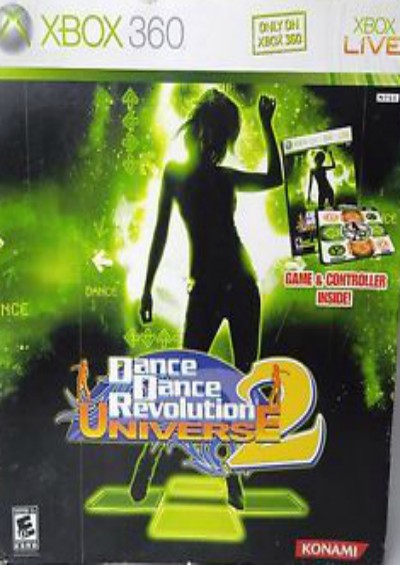 XBOX 360
ONLY ON
XBOX 360
XBOX
LIVE
NTSC
GAME & CONTROLLER
INSIDE!
DANCE
NCE
Dance
Dance
Revolution
UNIVERSE 2
E
KONAMI